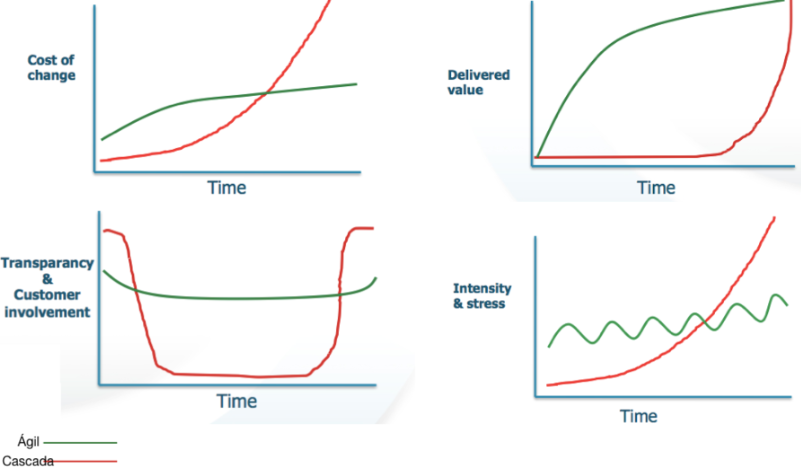 Cost of
change
Time
Delivered
value
Time
Transparancy
&
Customer
involvement
Time
Intensity
& stress
Time
Ágil
Cascada